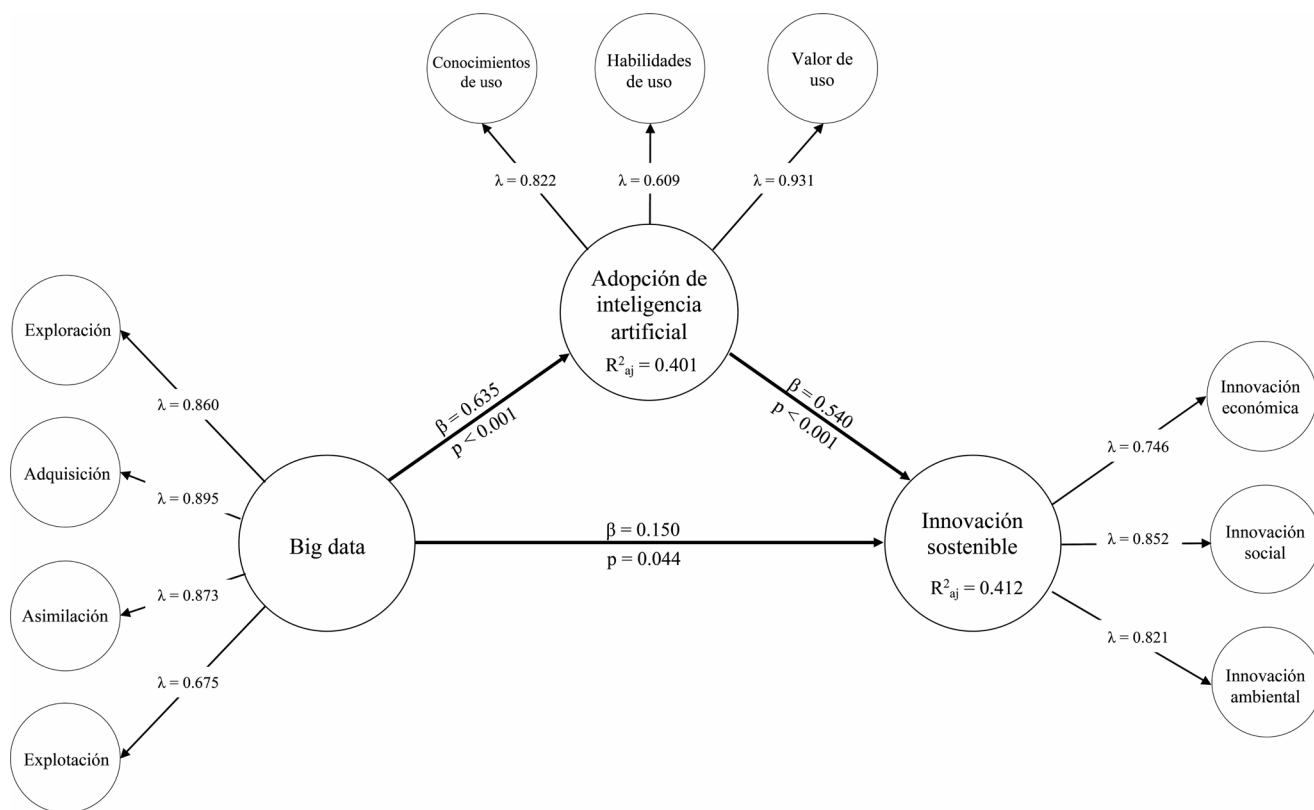 Conocimientos
de uso
Habilidades
de uso
Valor de
uso
λ = 0.822
λ = 0.609
λ = 0.931
Adopción de
inteligencia
artificial
R²aj = 0.401
Exploración
Adquisición
Asimilación
Explotación
λ = 0.860
λ = 0.895
λ = 0.873
λ = 0.675
Big data
β = 0.635
p < 0.001
β = 0.540
p < 0.001
β = 0.150
p = 0.044
Innovación
sostenible
R²aj = 0.412
λ = 0.746
λ = 0.852
λ = 0.821
Innovación
económica
Innovación
social
Innovación
ambiental